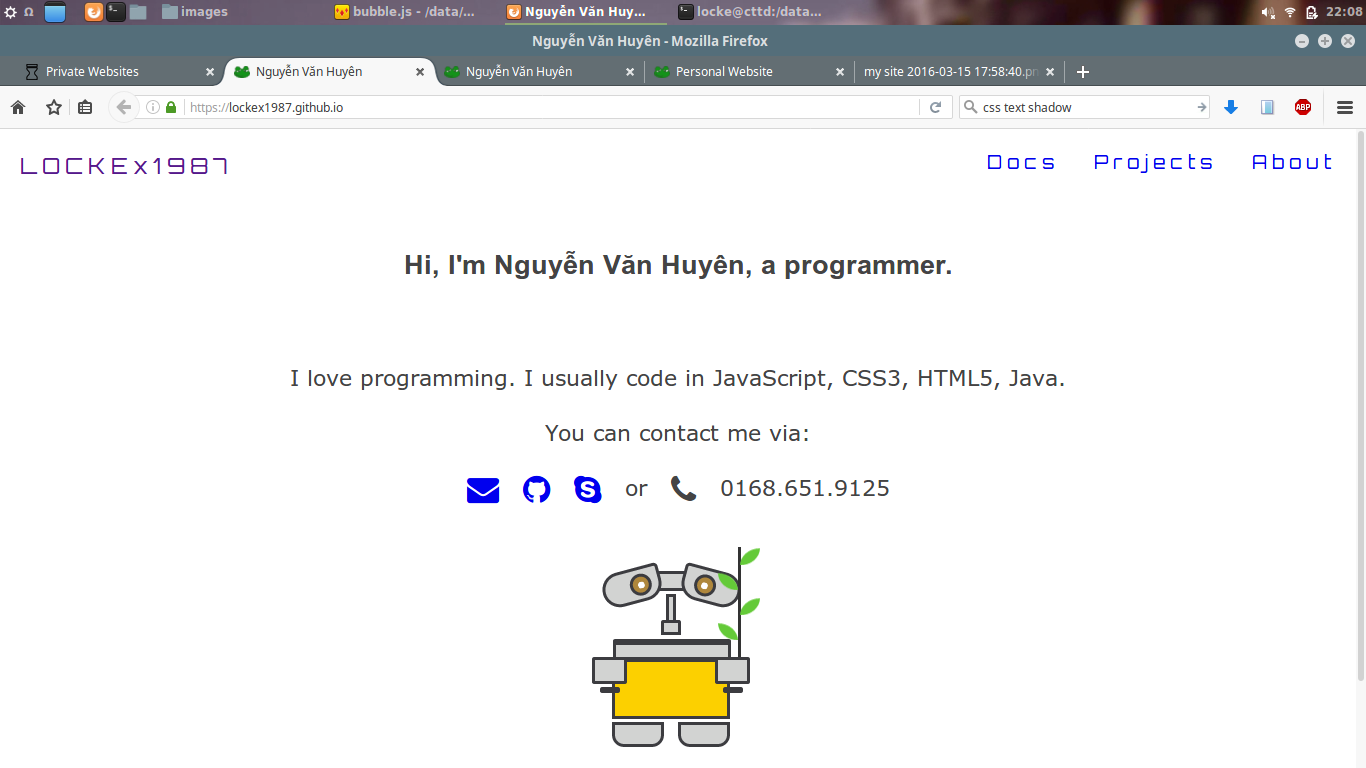 Ω images bubble.js - /data/... Nguyễn Văn Huy... locke@cttd:/data... 22:08
Nguyễn Văn Huyên - Mozilla Firefox
Private Websites Nguyễn Văn Huyên Nguyễn Văn Huyên Personal Website my site 2016-03-15 17:58:40.pn
https://lockex1987.github.io css text shadow ABP
LOCKEx1987 Docs Projects About
Hi, I'm Nguyễn Văn Huyên, a programmer.
I love programming. I usually code in JavaScript, CSS3, HTML5, Java.
You can contact me via:
or 0168.651.9125